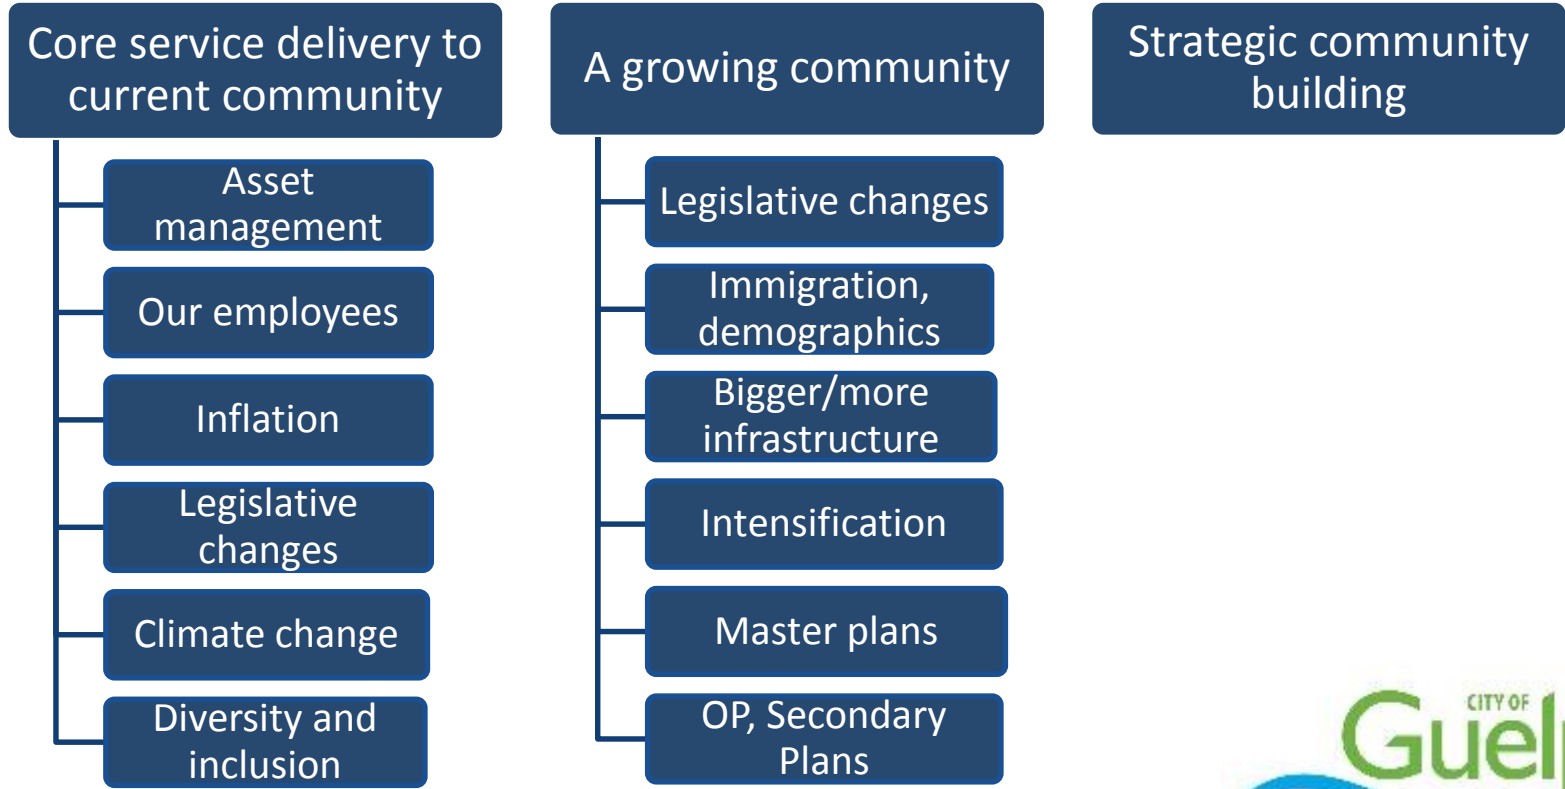 Core service delivery to
current community
Asset
management
Our employees
Inflation
Legislative
changes
Climate change
Diversity and
inclusion
A growing community
Legislative changes
Immigration,
demographics
Bigger/more
infrastructure
Intensification
Master plans
OP, Secondary
Plans
Strategic community
building
CITY OF